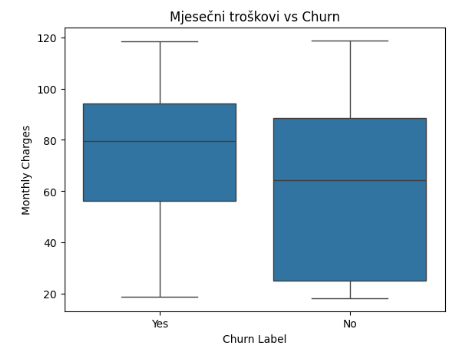 Mjesečni troškovi vs Churn
Monthly Charges
120
100
80
60
40
20
Yes
No
Churn Label